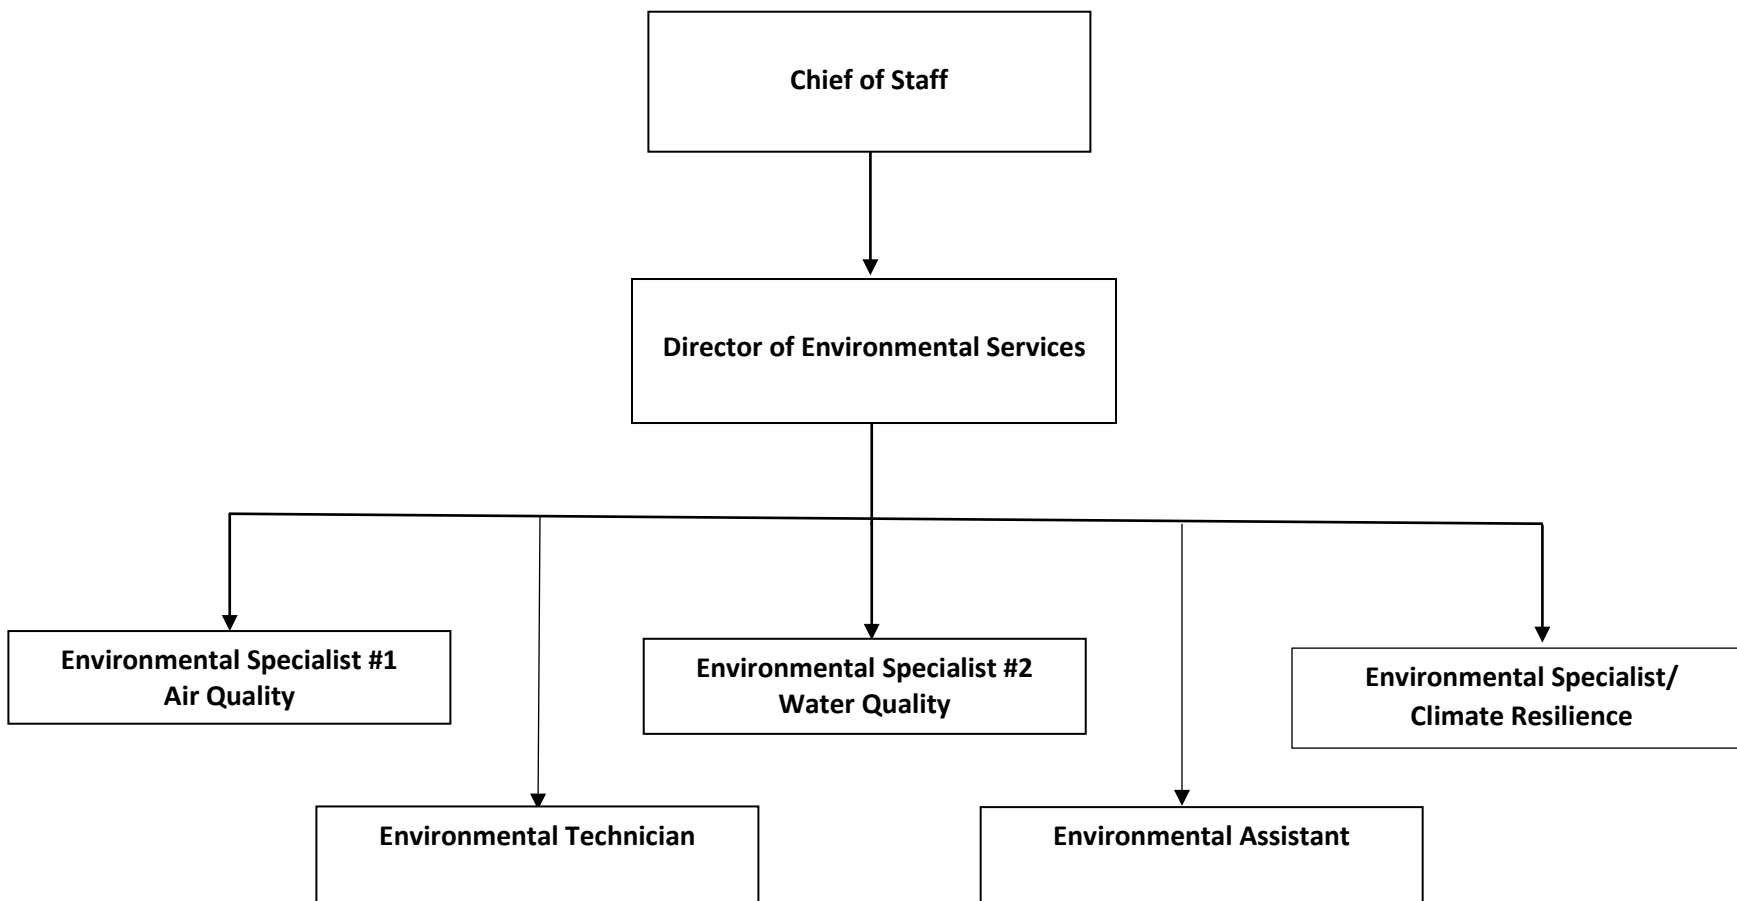 Chief of Staff
Director of Environmental Services
Environmental Specialist #1
Air Quality
Environmental Specialist #2
Water Quality
Environmental Specialist/
Climate Resilience
Environmental Technician
Environmental Assistant